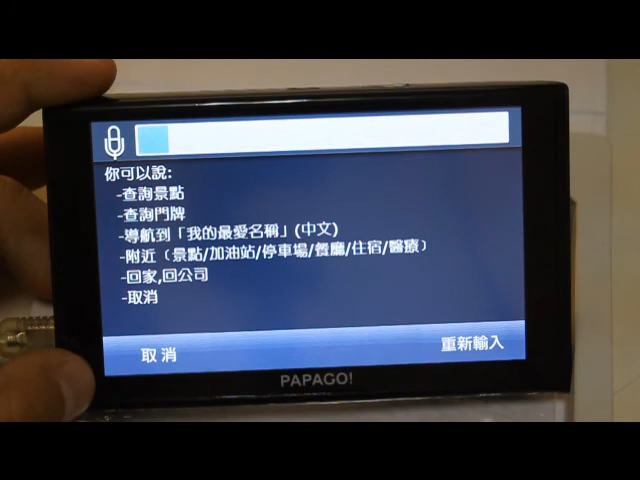 你可以說:
-查詢景點
-查詢門牌
-導航到「我的最愛名稱」(中文)
-附近(景點/加油站/停車場/餐廳/住宿/醫療)
-回家,回公司
-取消
取消 重新輸入
PAPAGO!